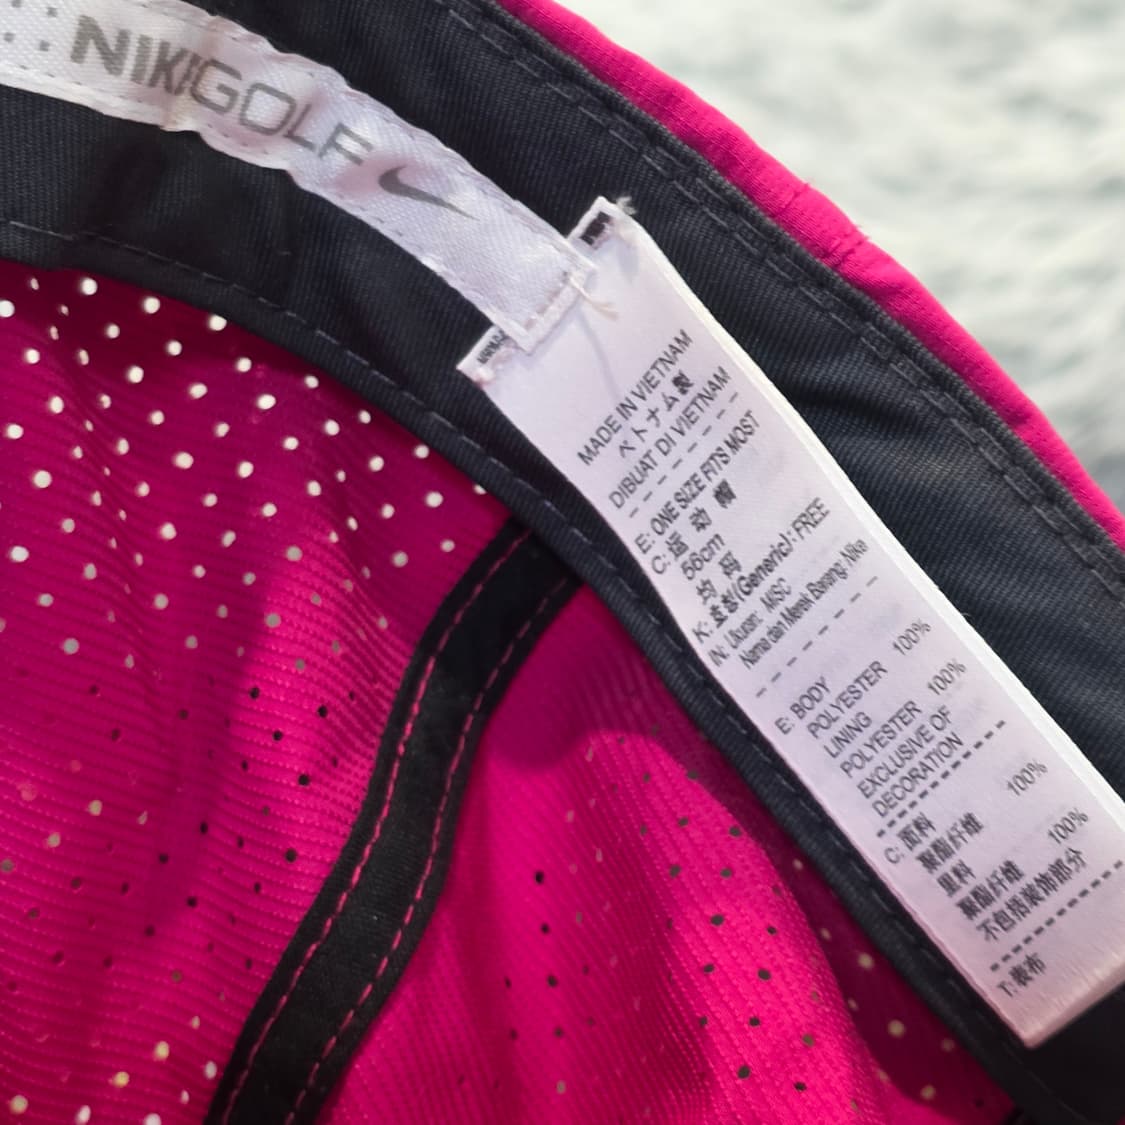 NIKEGOLF
MADE IN VIETNAM
ベトナム製
DIBUAT DI VIETNAM
E: ONE SIZE FITS MOST
C: 运动帽
56cm
均码
K: 호칭(Generic) : FREE
IN: Ukuran: MISC
Nama dan Merek Barang: Nike
E: BODY
POLYESTER 100%
LINING
POLYESTER 100%
EXCLUSIVE OF
DECORATION
C: 面料
聚酯纤维 100%
里料
聚酯纤维 100%
不包括装饰部分
T: 表布